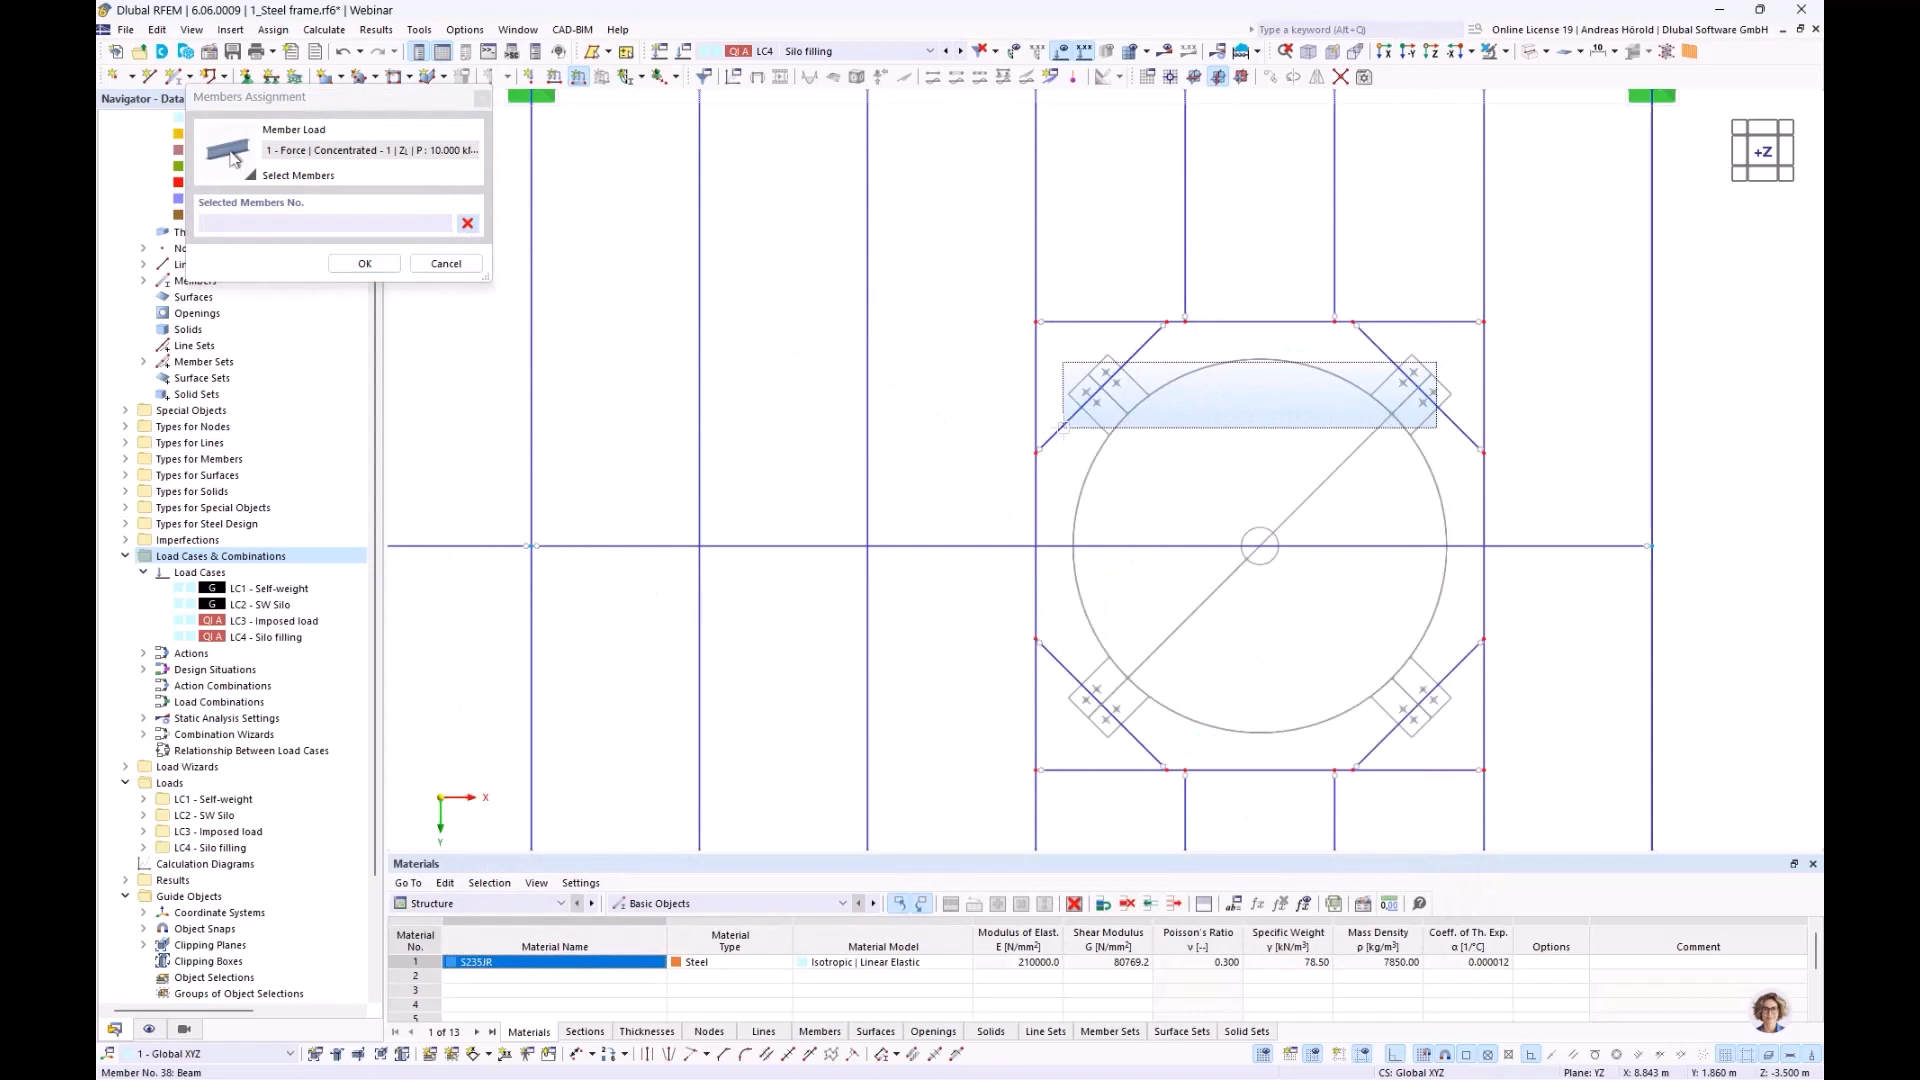 Dlubal RFEM | 6.06.0009 | 1_Steel frame.rf6* | Webinar
File Edit View Insert Assign Calculate Results Tools Options Window CAD-BIM Help
Type a keyword (Alt+Q)
Online License 19 | Andreas Hörold | Dlubal Software GmbH
QI A LC4 Silo filling
Navigator - Data
Members Assignment
Member Load
1 - Force | Concentrated - 1 | ZL | P : 10.000 kN...
Select Members
Selected Members No.
OK Cancel
Th
No
Lin
Members
Surfaces
Openings
Solids
Line Sets
Member Sets
Surface Sets
Solid Sets
Special Objects
Types for Nodes
Types for Lines
Types for Members
Types for Surfaces
Types for Solids
Types for Special Objects
Types for Steel Design
Imperfections
Load Cases & Combinations
Load Cases
G LC1 - Self-weight
G LC2 - SW Silo
QI A LC3 - Imposed load
QI A LC4 - Silo filling
Actions
Design Situations
Action Combinations
Load Combinations
Static Analysis Settings
Combination Wizards
Relationship Between Load Cases
Load Wizards
Loads
LC1 - Self-weight
LC2 - SW Silo
LC3 - Imposed load
LC4 - Silo filling
Calculation Diagrams
Results
Guide Objects
Coordinate Systems
Object Snaps
Clipping Planes
Clipping Boxes
Object Selections
Groups of Object Selections
+Z
X
Y
Materials
Go To Edit Selection View Settings
Structure Basic Objects
Material No. Material Name Material Type Material Model Modulus of Elast. E [N/mm²] Shear Modulus G [N/mm²] Poisson's Ratio ν [--] Specific Weight γ [kN/m³] Mass Density ρ [kg/m³] Coeff. of Th. Exp. α [1/°C] Options Comment
1 S235JR Steel Isotropic | Linear Elastic 210000.0 80769.2 0.300 78.50 7850.00 0.000012
2
3
4
5
1 of 13 Materials Sections Thicknesses Nodes Lines Members Surfaces Openings Solids Line Sets Member Sets Surface Sets Solid Sets
1 - Global XYZ
Member No. 38: Beam
CS: Global XYZ Plane: YZ X: 8.843 m Y: 1.860 m Z: -3.500 m